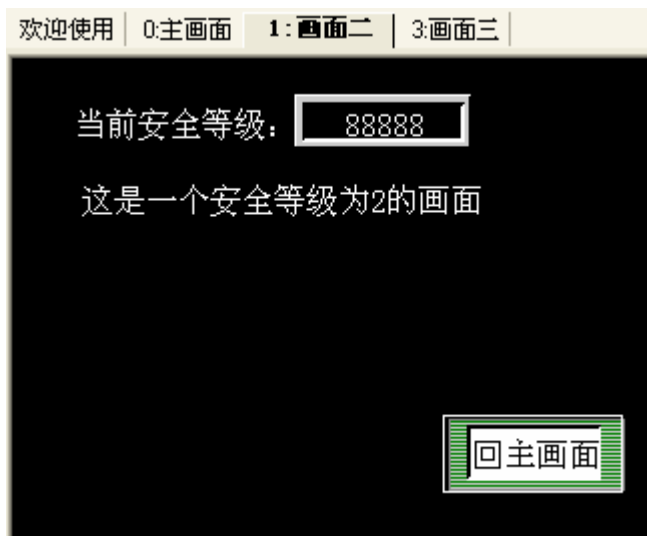 欢迎使用 0:主画面 1:画面二 3:画面三
当前安全等级: 88888
这是一个安全等级为2的画面
回主画面